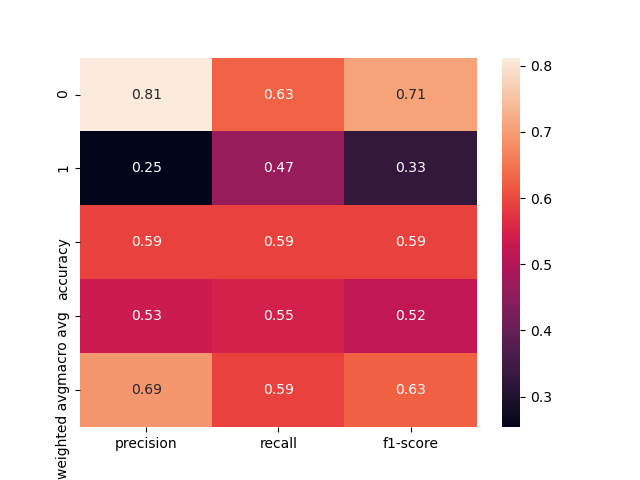 0 0.81 0.63 0.71 0.8
1 0.25 0.47 0.33 0.7
accuracy 0.59 0.59 0.59 0.6
macro avg 0.53 0.55 0.52 0.5
weighted avg 0.69 0.59 0.63 0.4
0.3
precision recall f1-score